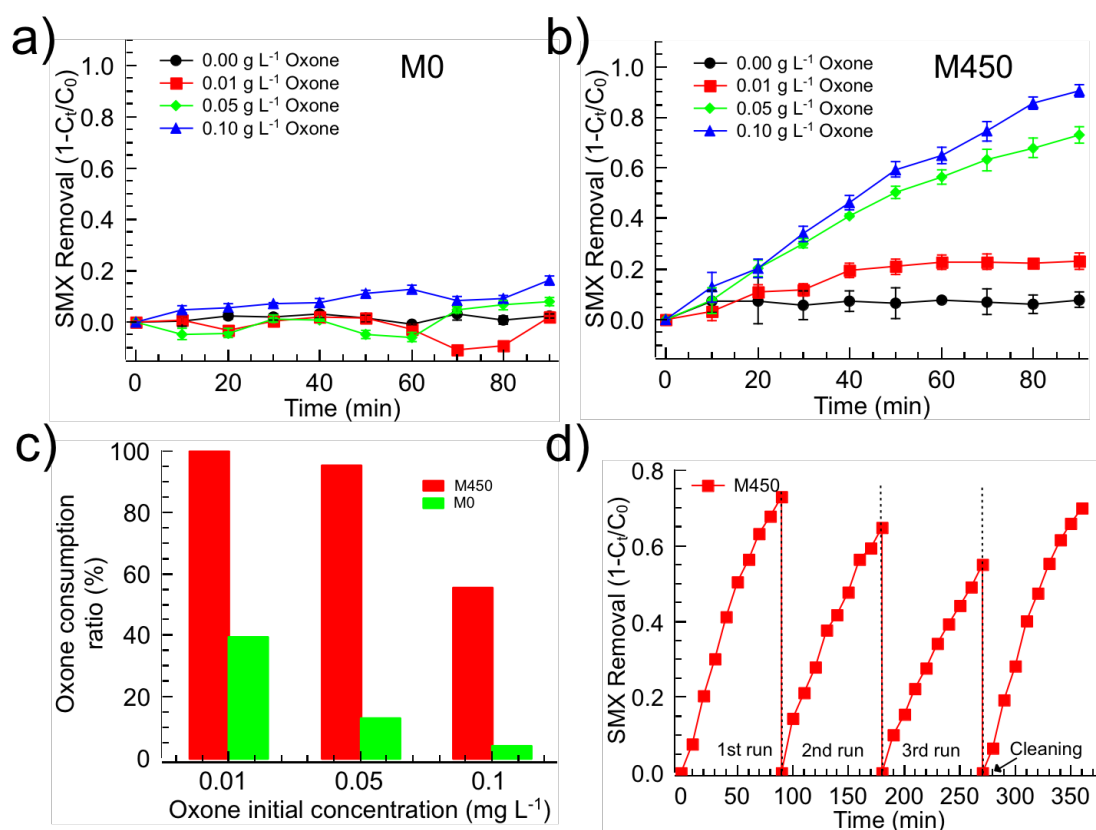 a)
M0
0.00 g L⁻¹ Oxone
0.01 g L⁻¹ Oxone
0.05 g L⁻¹ Oxone
0.10 g L⁻¹ Oxone
SMX Removal (1-Cₜ/C₀)
1.0
0.8
0.6
0.4
0.2
0.0
0 20 40 60 80
Time (min)
b)
M450
0.00 g L⁻¹ Oxone
0.01 g L⁻¹ Oxone
0.05 g L⁻¹ Oxone
0.10 g L⁻¹ Oxone
SMX Removal (1-Cₜ/C₀)
1.0
0.8
0.6
0.4
0.2
0.0
0 20 40 60 80
Time (min)
c)
M450
M0
Oxone consumption
ratio (%)
100
80
60
40
20
0
0.01 0.05 0.1
Oxone initial concentration (mg L⁻¹)
d)
M450
SMX Removal (1-Cₜ/C₀)
0.8
0.6
0.4
0.2
0.0
1st run 2nd run 3rd run Cleaning
0 50 100 150 200 250 300 350
Time (min)